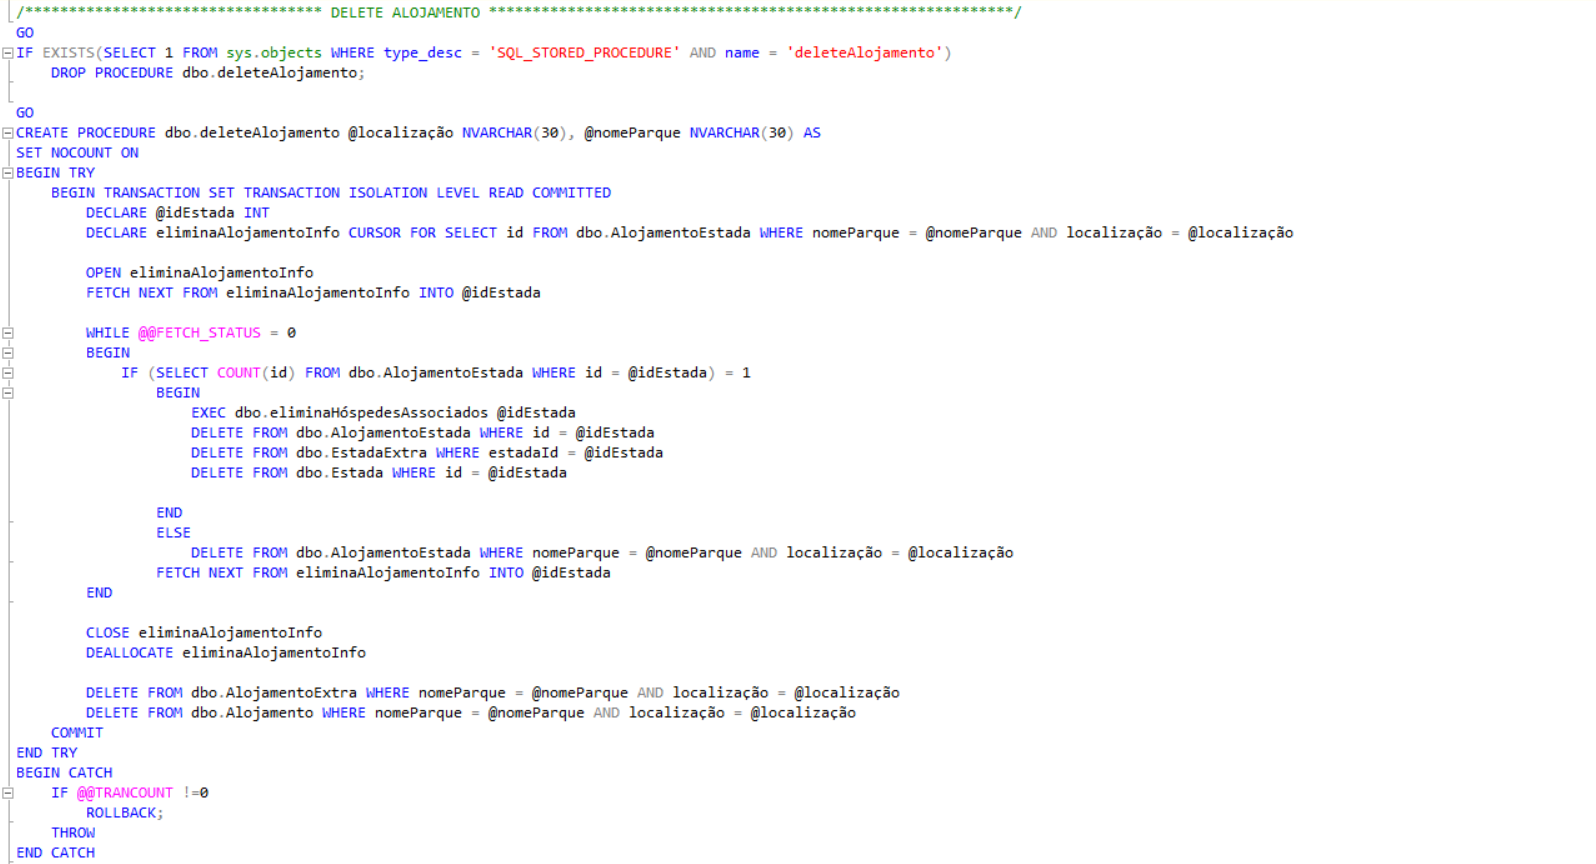 /********************************** DELETE ALOJAMENTO ************************************************************/
GO
IF EXISTS(SELECT 1 FROM sys.objects WHERE type_desc = 'SQL_STORED_PROCEDURE' AND name = 'deleteAlojamento')
    DROP PROCEDURE dbo.deleteAlojamento;
GO
CREATE PROCEDURE dbo.deleteAlojamento @localização NVARCHAR(30), @nomeParque NVARCHAR(30) AS
SET NOCOUNT ON
BEGIN TRY
    BEGIN TRANSACTION SET TRANSACTION ISOLATION LEVEL READ COMMITTED
        DECLARE @idEstada INT
        DECLARE eliminaAlojamentoInfo CURSOR FOR SELECT id FROM dbo.AlojamentoEstada WHERE nomeParque = @nomeParque AND localização = @localização
        OPEN eliminaAlojamentoInfo
        FETCH NEXT FROM eliminaAlojamentoInfo INTO @idEstada
        WHILE @@FETCH_STATUS = 0
        BEGIN
            IF (SELECT COUNT(id) FROM dbo.AlojamentoEstada WHERE id = @idEstada) = 1
                BEGIN
                    EXEC dbo.eliminaHóspedesAssociados @idEstada
                    DELETE FROM dbo.AlojamentoEstada WHERE id = @idEstada
                    DELETE FROM dbo.EstadaExtra WHERE estadaId = @idEstada
                    DELETE FROM dbo.Estada WHERE id = @idEstada
                END
                ELSE
                    DELETE FROM dbo.AlojamentoEstada WHERE nomeParque = @nomeParque AND localização = @localização
                FETCH NEXT FROM eliminaAlojamentoInfo INTO @idEstada
        END
        CLOSE eliminaAlojamentoInfo
        DEALLOCATE eliminaAlojamentoInfo
        DELETE FROM dbo.AlojamentoExtra WHERE nomeParque = @nomeParque AND localização = @localização
        DELETE FROM dbo.Alojamento WHERE nomeParque = @nomeParque AND localização = @localização
    COMMIT
END TRY
BEGIN CATCH
    IF @@TRANCOUNT !=0
        ROLLBACK;
    THROW
END CATCH